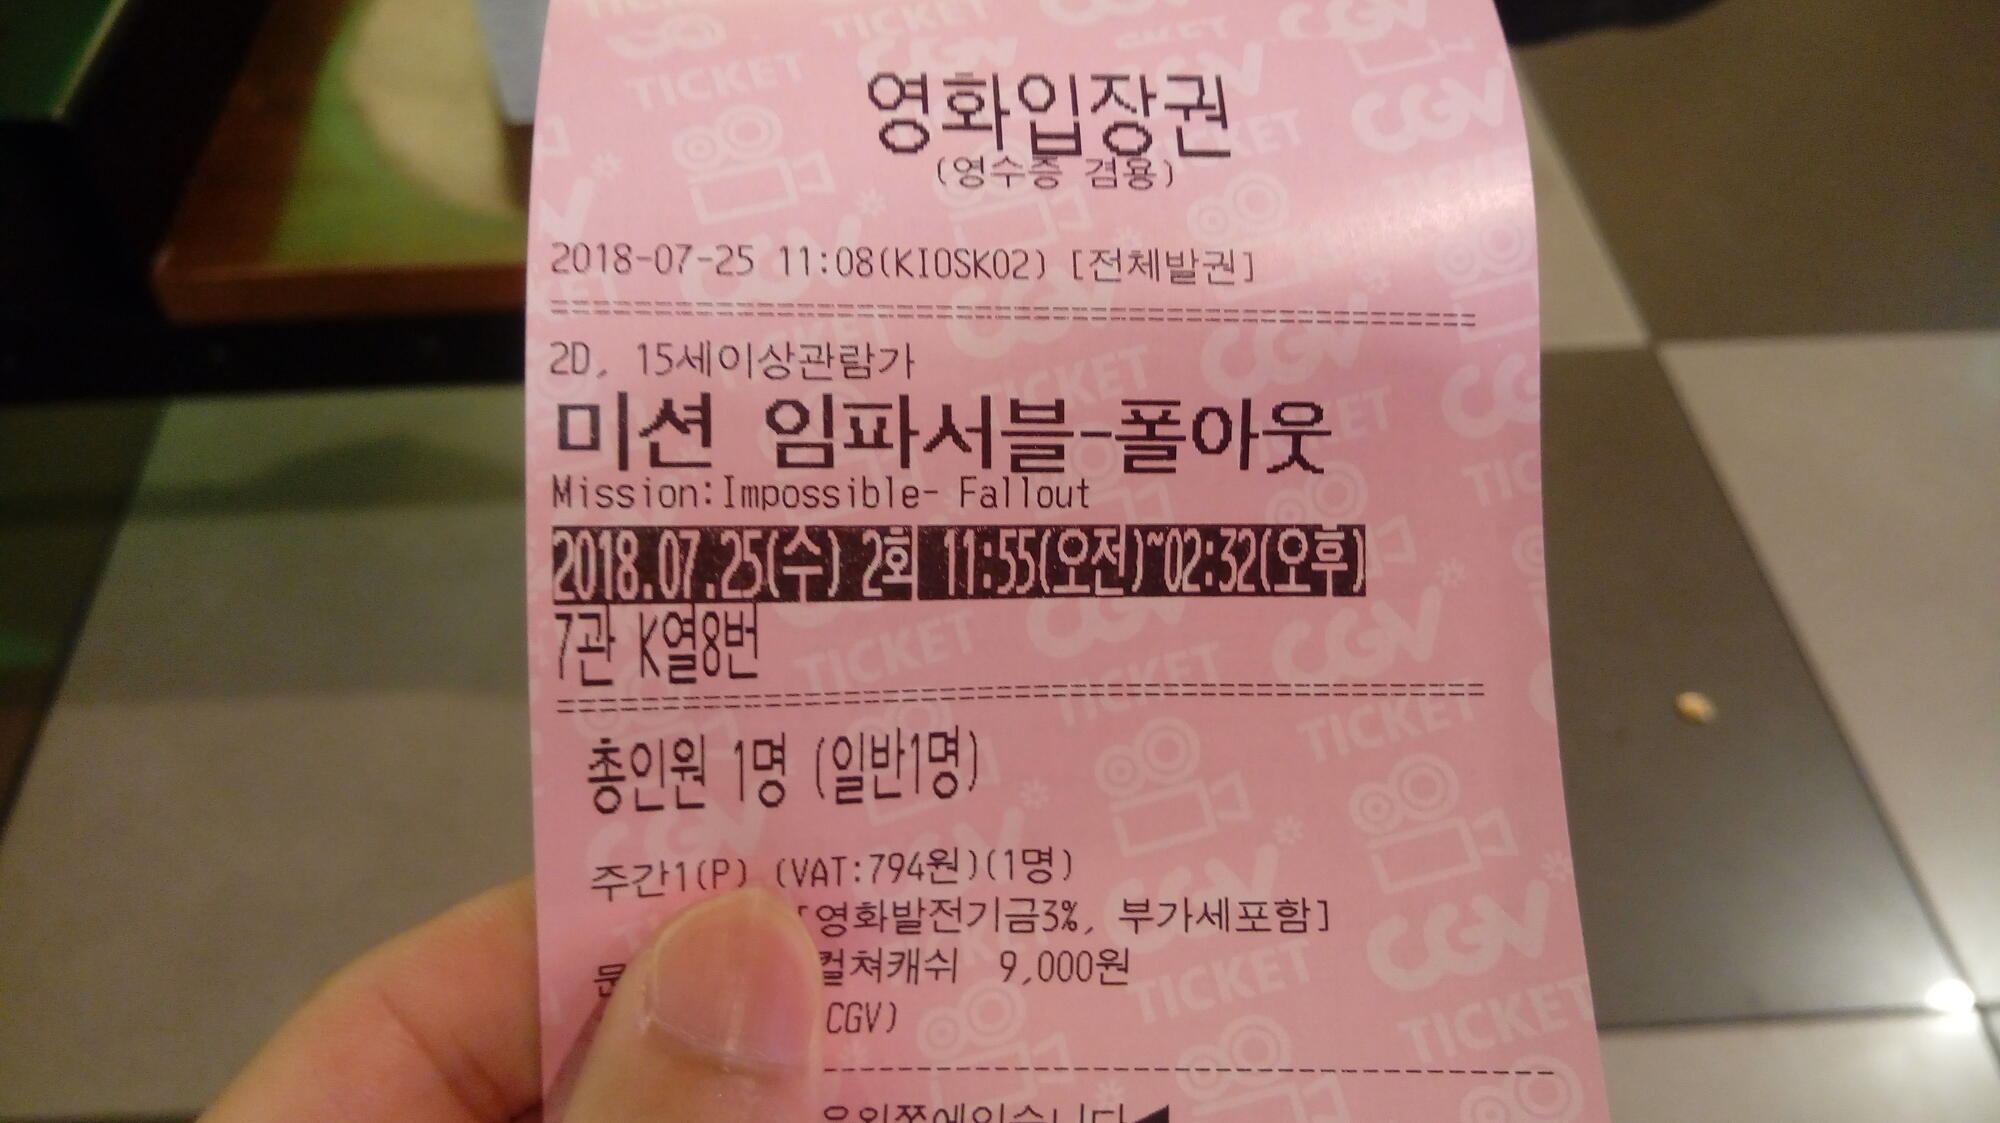 영화입장권
(영수증 겸용)
2018-07-25 11:08(KIOSK02) [전체발권]
2D, 15세이상관람가
미션 임파서블-폴아웃
Mission:Impossible- Fallout
2018.07.25(수) 2회 11:55(오전)~02:32(오후)
7관 K열8번
총인원 1명 (일반1명)
주간1(P) (VAT:794원)(1명)
[영화발전기금3%, 부가세포함]
컬쳐캐쉬 9,000원
CGV)